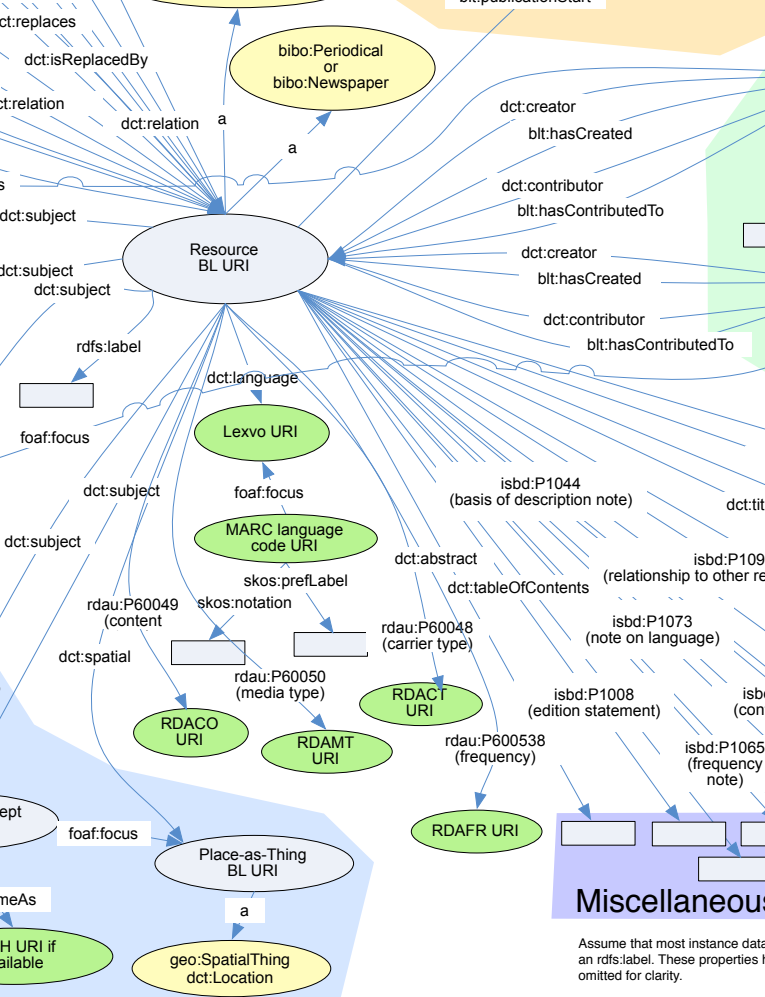 blt:publicationStart
ct:replaces
dct:isReplacedBy
bibo:Periodical
or
bibo:Newspaper
ct:relation
dct:relation
a
a
dct:creator
blt:hasCreated
s
dct:contributor
blt:hasContributedTo
dct:subject
Resource
BL URI
dct:creator
blt:hasCreated
dct:subject
dct:subject
dct:contributor
blt:hasContributedTo
rdfs:label
dct:language
foaf:focus
Lexvo URI
dct:subject
foaf:focus
isbd:P1044
(basis of description note)
dct:tit
dct:subject
MARC language
code URI
dct:abstract
isbd:P109
(relationship to other re
skos:prefLabel
dct:tableOfContents
rdau:P60049
(content
skos:notation
rdau:P60048
(carrier type)
isbd:P1073
(note on language)
dct:spatial
rdau:P60050
(media type)
RDACT
URI
isbd:P1008
(edition statement)
isb
(con
RDACO
URI
RDAMT
URI
rdau:P600538
(frequency)
isbd:P1065
(frequency
note)
ept
foaf:focus
RDAFR URI
Place-as-Thing
BL URI
meAs
a
Miscellaneous
H URI if
ailable
geo:SpatialThing
dct:Location
Assume that most instance data
an rdfs:label. These properties h
omitted for clarity.